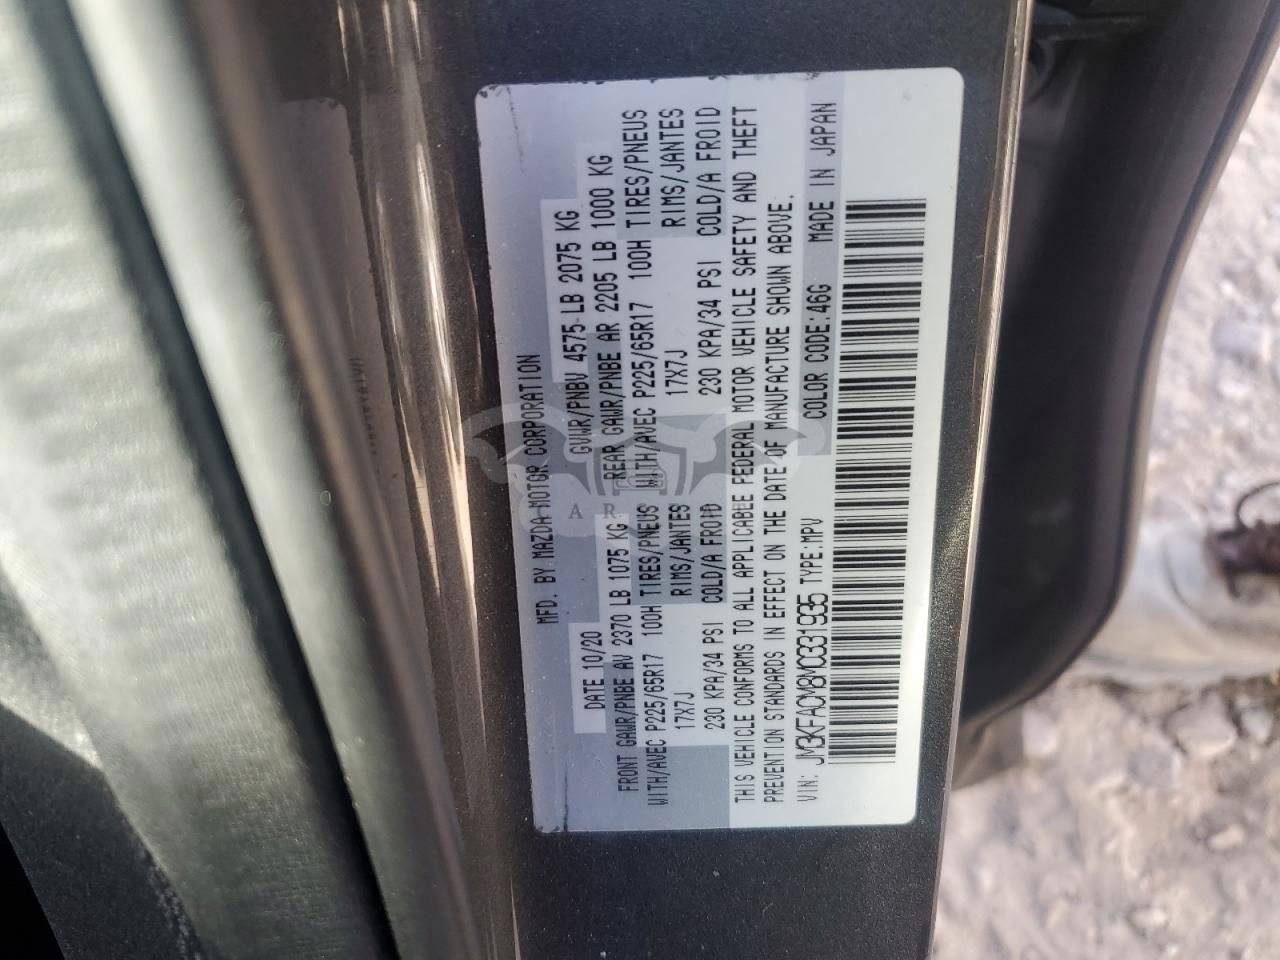 MFD. BY MAZDA MOTOR CORPORATION
DATE 10/20 GVWR/PNBV 4575 LB 2075 KG
FRONT GAWR/PNBE AV 2370 LB 1075 KG REAR GAWR/PNBE AR 2205 LB 1000 KG
WITH/AVEC P225/65R17 100H TIRES/PNEUS WITH/AVEC P225/65R17 100H TIRES/PNEUS
17X7J RIMS/JANTES 17X7J RIMS/JANTES
230 KPA/34 PSI COLD/A FROID 230 KPA/34 PSI COLD/A FROID
THIS VEHICLE CONFORMS TO ALL APPLICABLE FEDERAL MOTOR VEHICLE SAFETY AND THEFT
PREVENTION STANDARDS IN EFFECT ON THE DATE OF MANUFACTURE SHOWN ABOVE.
VIN: JM3KFACM8M0331935 TYPE:MPV COLOR CODE:46G MADE IN JAPAN